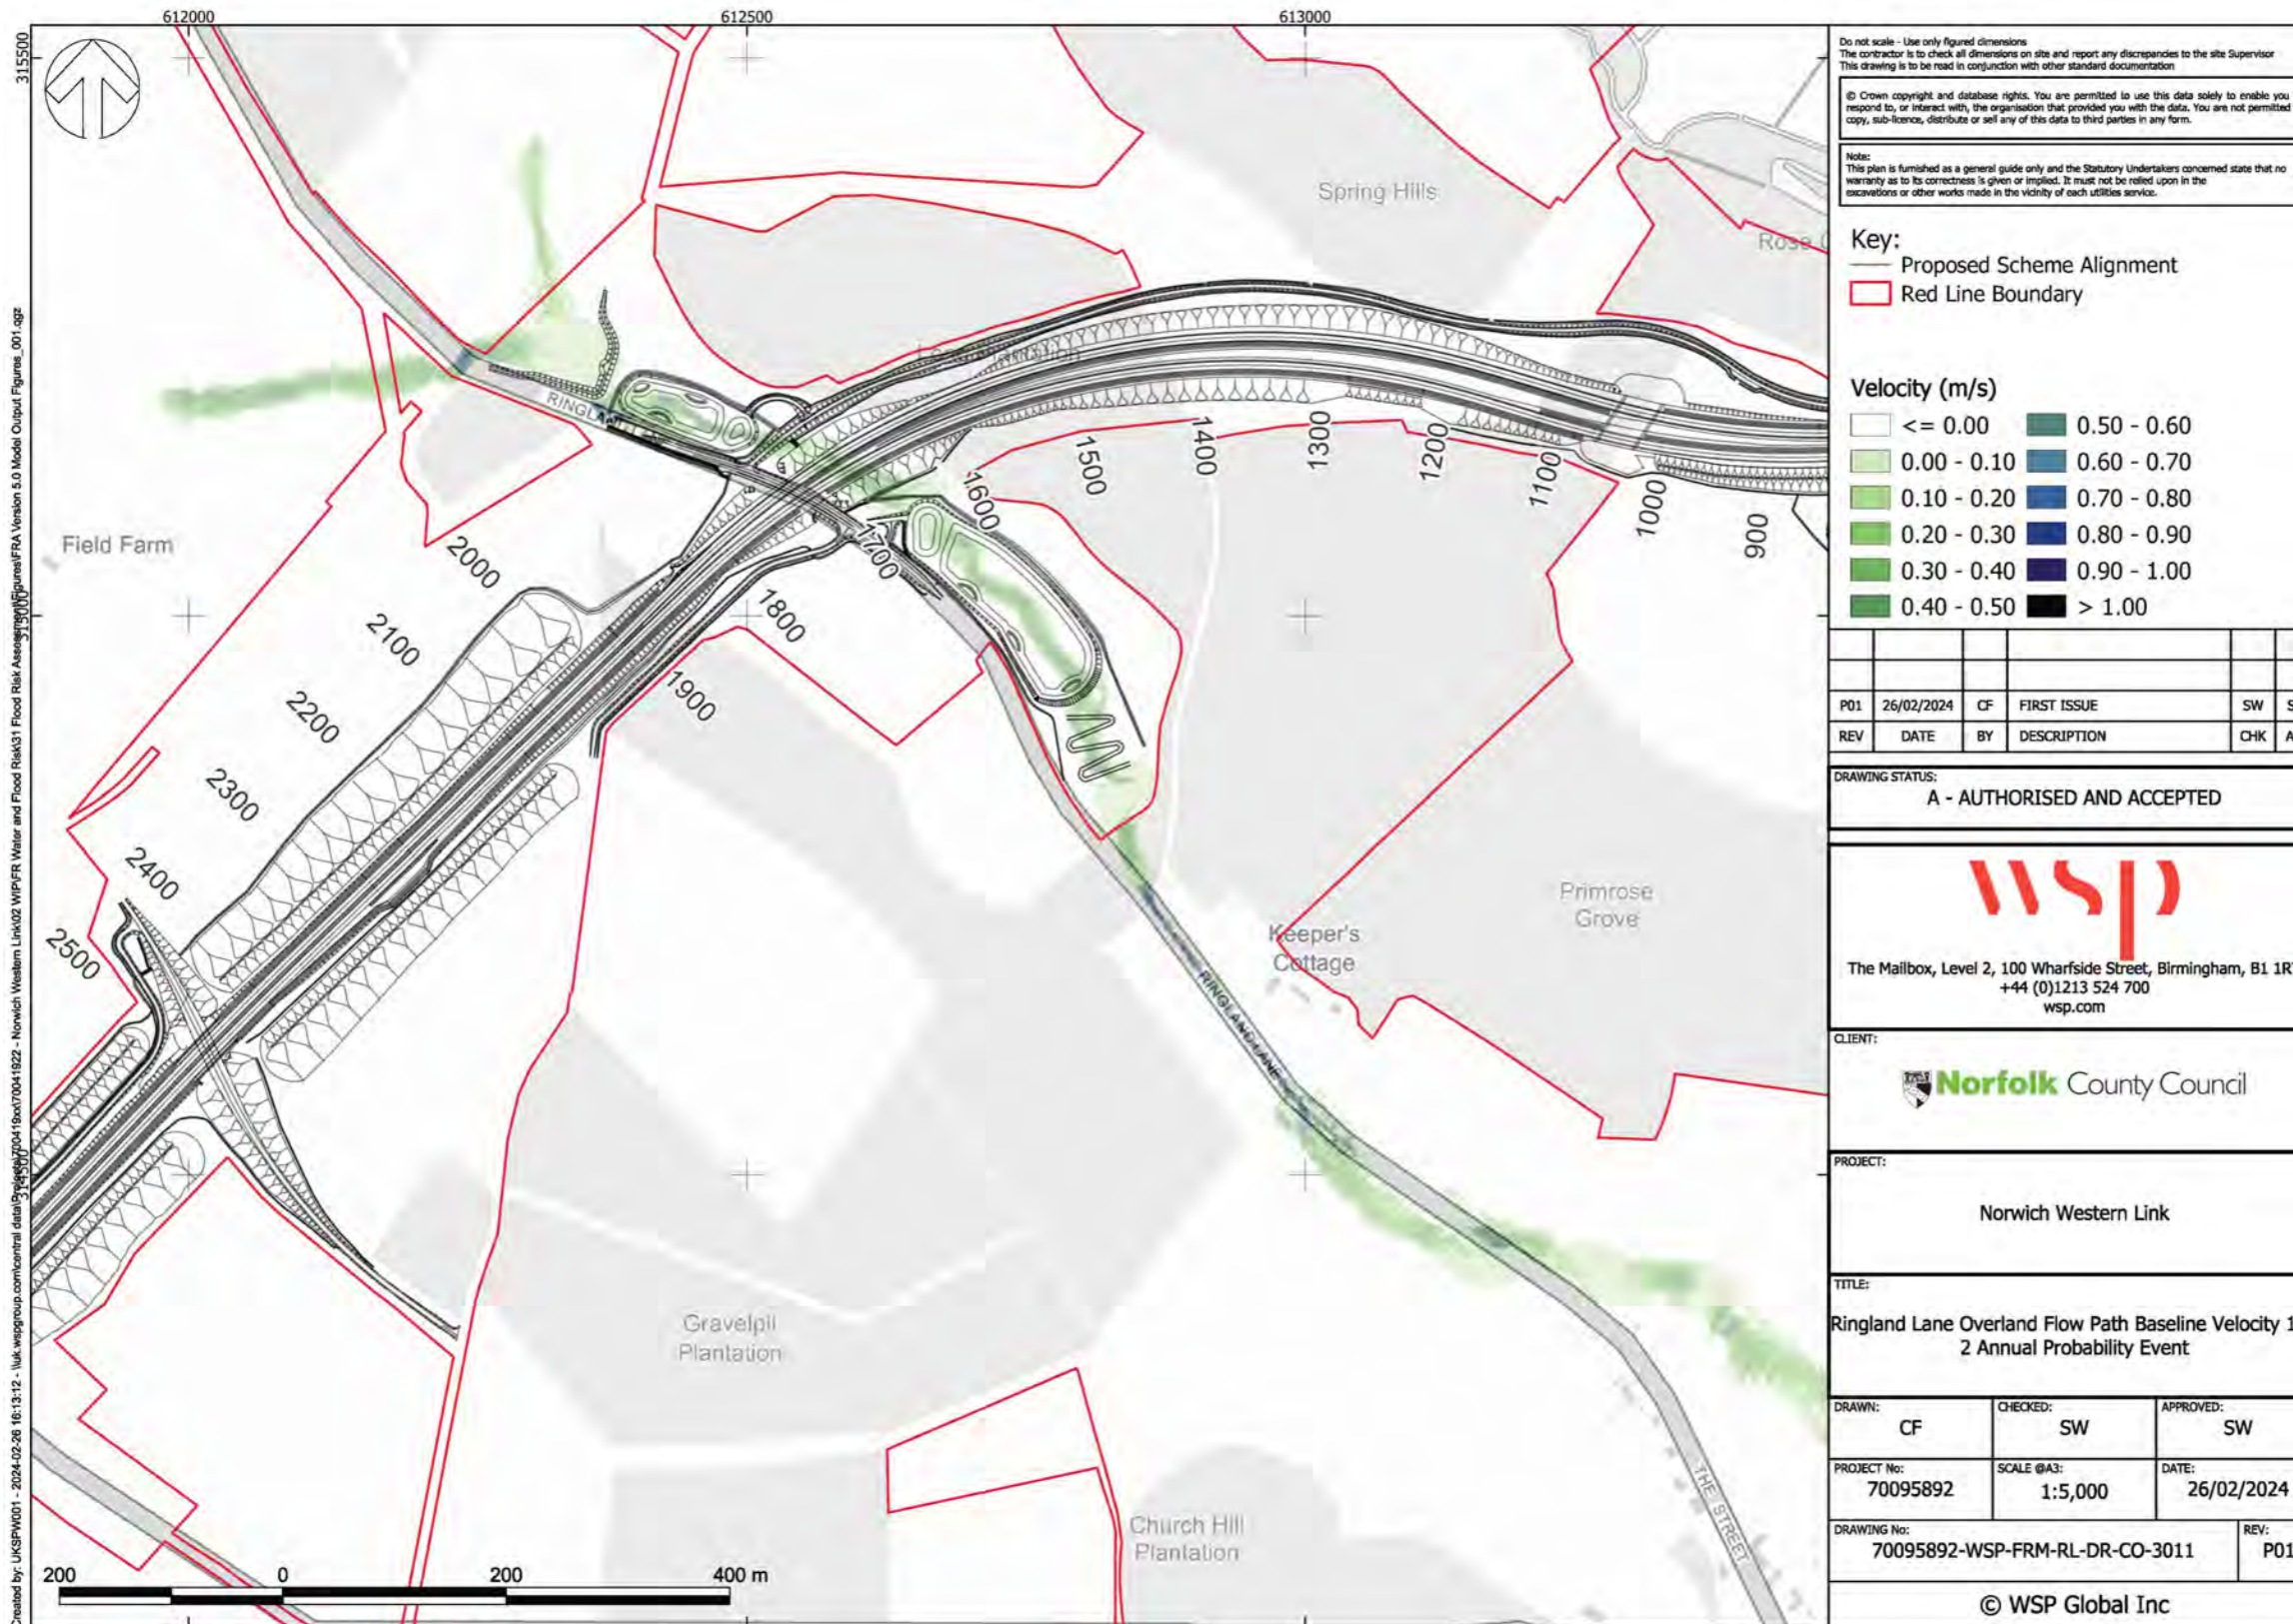 612000
612500
613000
315500
315000
314500
Spring Hills
Field Farm
RINGLAND LANE
Primrose
Grove
Keeper's
Cottage
RINGLAND LANE
Gravelpil
Plantation
Church Hill
Plantation
THE STREET
900
1000
1100
1200
1300
1400
1500
1600
1700
1800
1900
2000
2100
2200
2300
2400
2500
200
0
200
400 m
Do not scale - Use only figured dimensions
The contractor is to check all dimensions on site and report any discrepancies to the site Supervisor
This drawing is to be read in conjunction with other standard documentation
© Crown copyright and database rights. You are permitted to use this data solely to enable you
respond to, or interact with, the organisation that provided you with the data. You are not permitted
copy, sub-licence, distribute or sell any of this data to third parties in any form.
Note:
This plan is furnished as a general guide only and the Statutory Undertakers concerned state that no
warranty as to its correctness is given or implied. It must not be relied upon in the
excavations or other works made in the vicinity of each utilities service.
Key:
Proposed Scheme Alignment
Red Line Boundary
Velocity (m/s)
<= 0.00
0.00 - 0.10
0.10 - 0.20
0.20 - 0.30
0.30 - 0.40
0.40 - 0.50
0.50 - 0.60
0.60 - 0.70
0.70 - 0.80
0.80 - 0.90
0.90 - 1.00
> 1.00
P01 26/02/2024 CF FIRST ISSUE SW S
REV DATE BY DESCRIPTION CHK A
DRAWING STATUS:
A - AUTHORISED AND ACCEPTED
wsp
The Mailbox, Level 2, 100 Wharfside Street, Birmingham, B1 1R
+44 (0)1213 524 700
wsp.com
CLIENT:
Norfolk County Council
PROJECT:
Norwich Western Link
TITLE:
Ringland Lane Overland Flow Path Baseline Velocity 1
2 Annual Probability Event
DRAWN:
CF
CHECKED:
SW
APPROVED:
SW
PROJECT No:
70095892
SCALE @A3:
1:5,000
DATE:
26/02/2024
DRAWING No:
70095892-WSP-FRM-RL-DR-CO-3011
REV:
P01
© WSP Global Inc